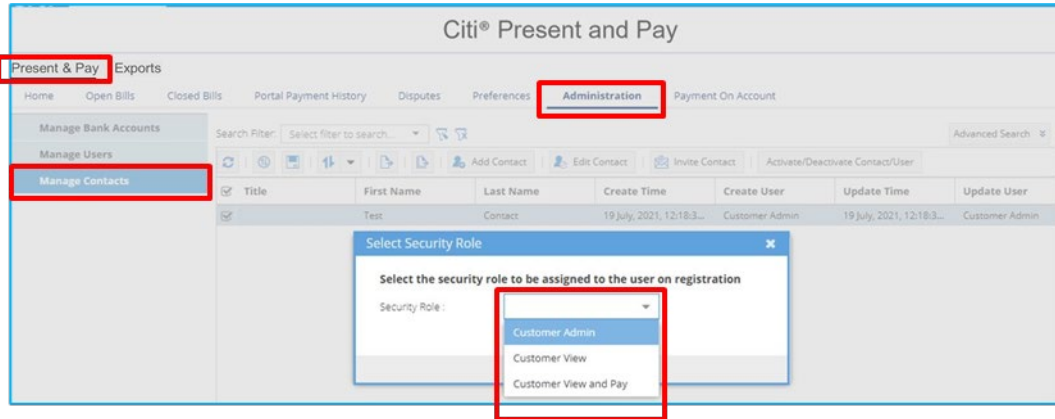 Citi® Present and Pay
Present & Pay Exports
Home Open Bills Closed Bills Portal Payment History Disputes Preferences Administration Payment On Account
Manage Bank Accounts
Manage Users
Manage Contacts
Search Filter: Select filter to search... Advanced Search
Add Contact Edit Contact Invite Contact Activate/Deactivate Contact/User
Title First Name Last Name Create Time Create User Update Time Update User
Test Contact 19 July, 2021, 12:18:3... Customer Admin 19 July, 2021, 12:18:3... Customer Admin
Select Security Role
Select the security role to be assigned to the user on registration
Security Role :
Customer Admin
Customer View
Customer View and Pay